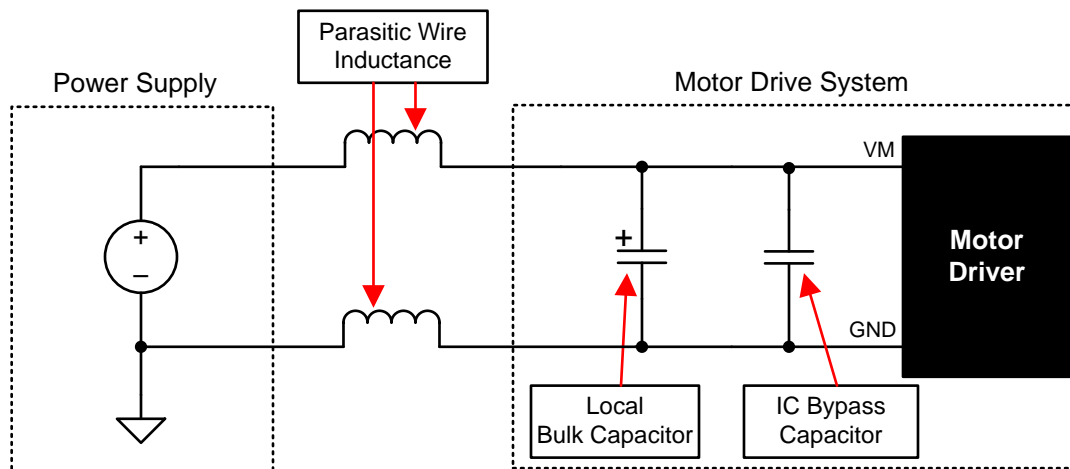 Parasitic Wire
Inductance
Power Supply
Motor Drive System
VM
+
–
+
Motor
Driver
GND
Local
Bulk Capacitor
IC Bypass
Capacitor